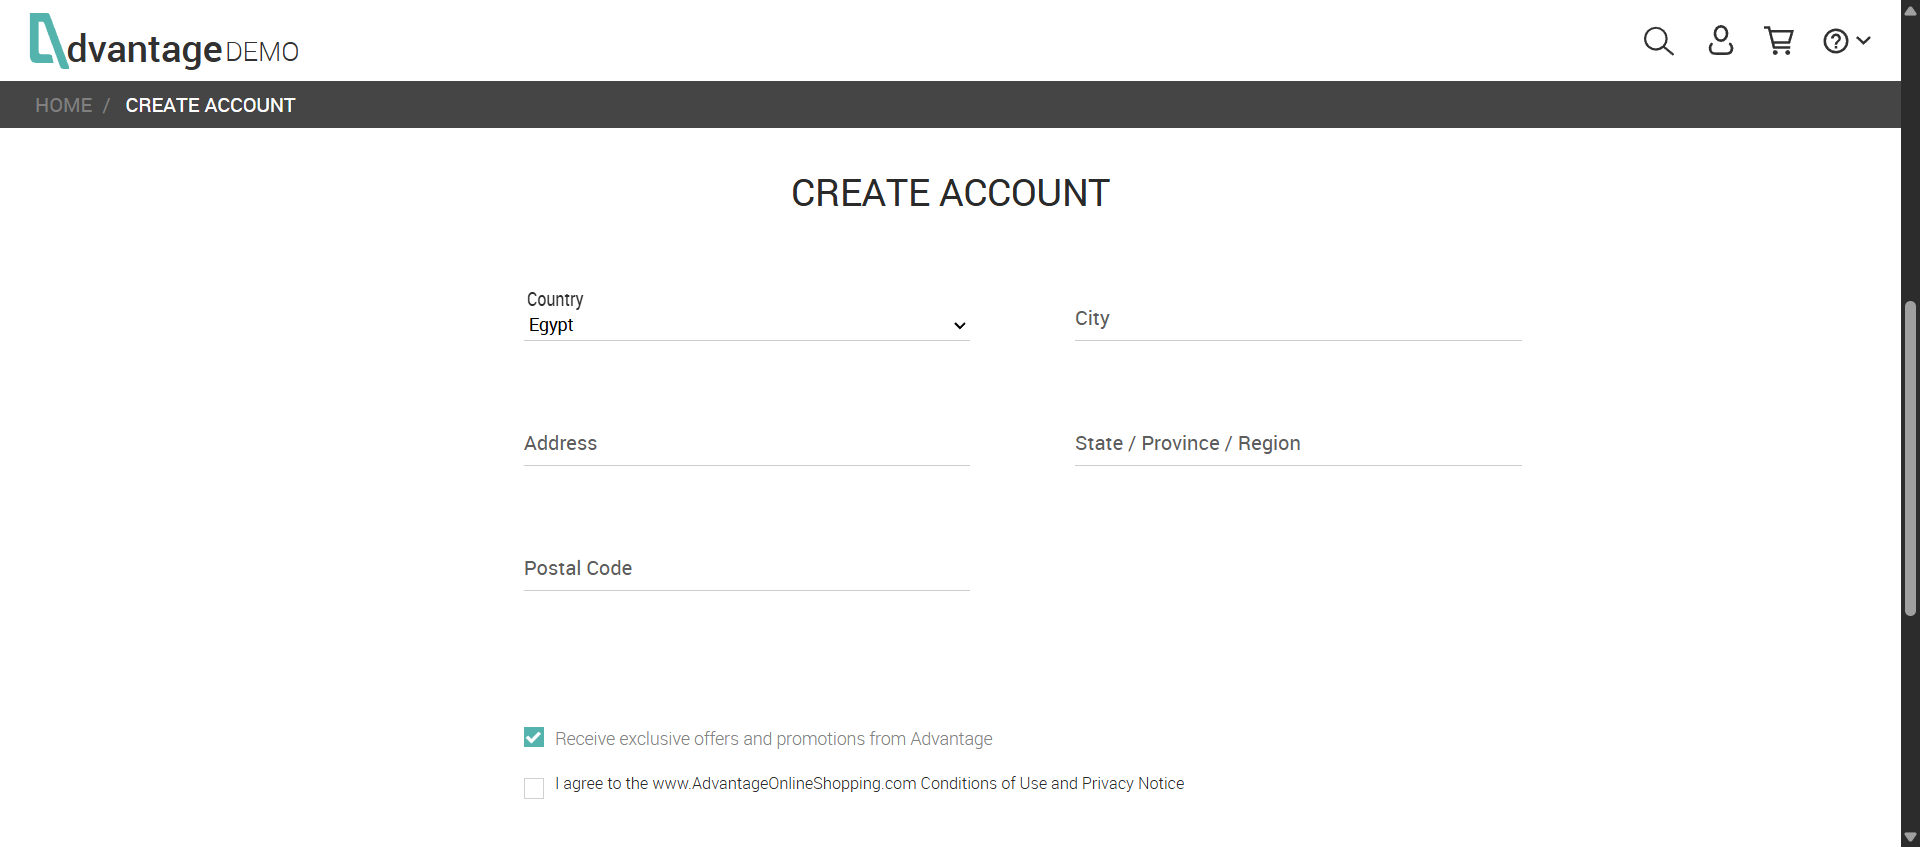 dvantage DEMO
HOME / CREATE ACCOUNT
CREATE ACCOUNT
Country
Egypt
City
Address
State / Province / Region
Postal Code
Receive exclusive offers and promotions from Advantage
I agree to the www.AdvantageOnlineShopping.com Conditions of Use and Privacy Notice